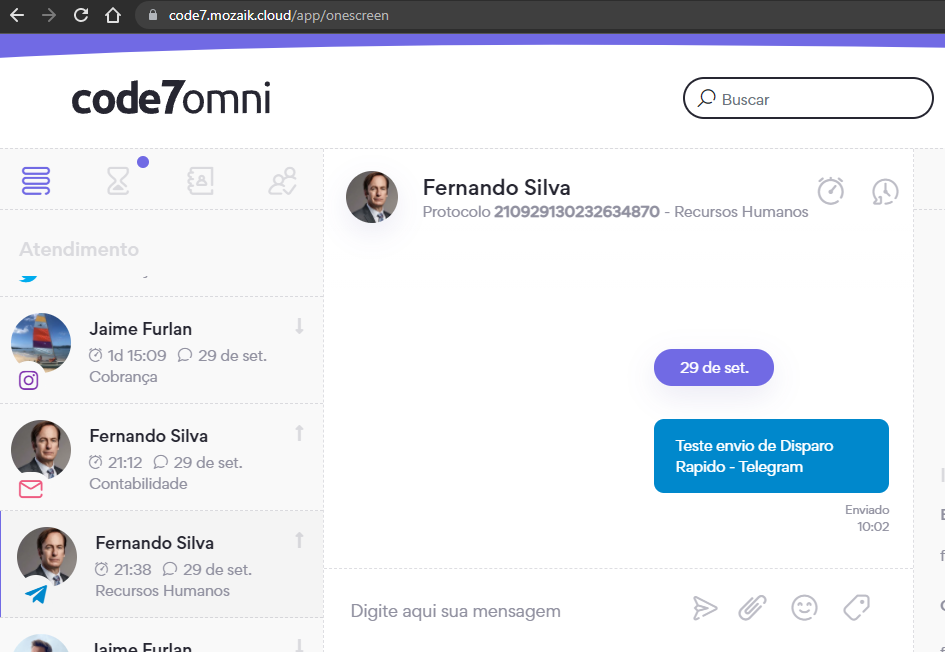 code7.mozaik.cloud/app/onescreen
code7omni
Buscar
Atendimento
Jaime Furlan
1d 15:09 29 de set.
Cobrança
Fernando Silva
21:12 29 de set.
Contabilidade
Fernando Silva
21:38 29 de set.
Recursos Humanos
Jaime Furlan
Fernando Silva
Protocolo 210929130232634870 - Recursos Humanos
29 de set.
Teste envio de Disparo
Rapido - Telegram
Enviado
10:02
Digite aqui sua mensagem